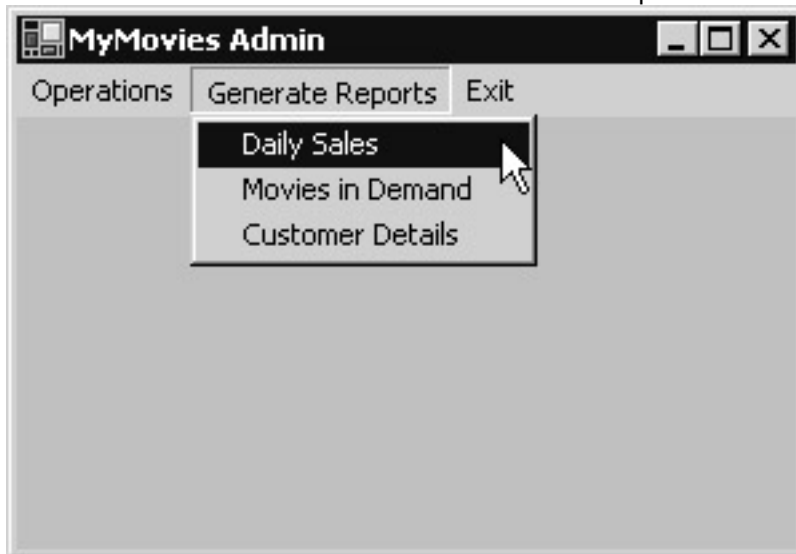 MyMovies Admin
Operations Generate Reports Exit
Daily Sales
Movies in Demand
Customer Details